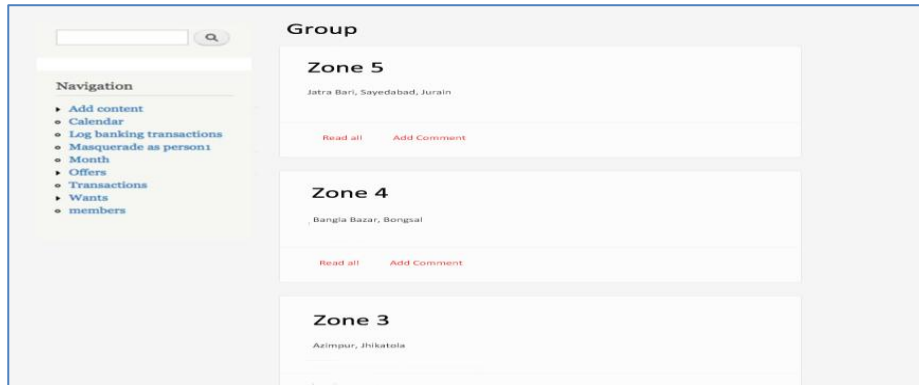 Navigation
Add content
Calendar
Log banking transactions
Masquerade as person1
Month
Offers
Transactions
Wants
members
Group
Zone 5
Jatra Bari, Sayedabad, Jurain
Read all Add Comment
Zone 4
Bangla Bazar, Bongsal
Read all Add Comment
Zone 3
Azimpur, Jhikatola